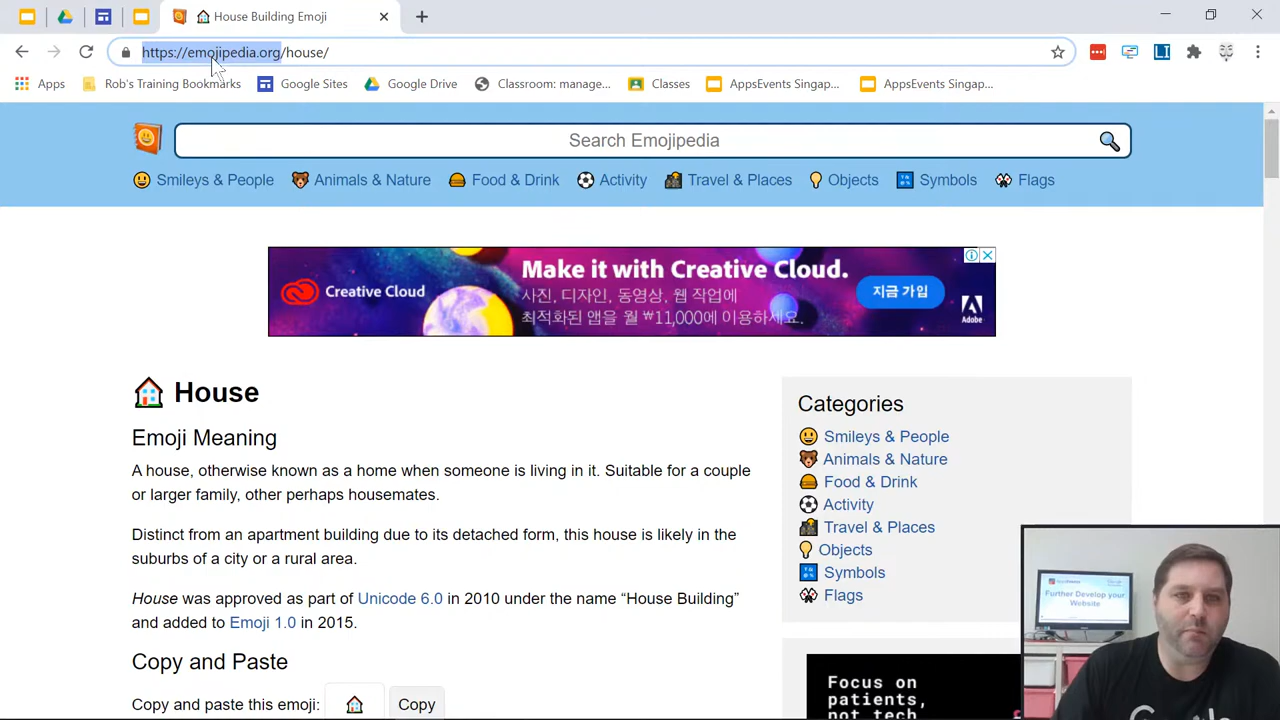 House Building Emoji
https://emojipedia.org/house/
Apps
Rob's Training Bookmarks
Google Sites
Google Drive
Classroom: manage...
Classes
AppsEvents Singap...
AppsEvents Singap...
Search Emojipedia
Smileys & People
Animals & Nature
Food & Drink
Activity
Travel & Places
Objects
Symbols
Flags
Creative Cloud
Make it with Creative Cloud.
사진, 디자인, 동영상, 웹 작업에
최적화된 앱을 월 ₩11,000에 이용하세요.
지금 가입
Adobe
House
Emoji Meaning
A house, otherwise known as a home when someone is living in it. Suitable for a couple
or larger family, other perhaps housemates.
Distinct from an apartment building due to its detached form, this house is likely in the
suburbs of a city or a rural area.
House was approved as part of Unicode 6.0 in 2010 under the name “House Building”
and added to Emoji 1.0 in 2015.
Copy and Paste
Copy and paste this emoji:
Copy
Categories
Smileys & People
Animals & Nature
Food & Drink
Activity
Travel & Places
Objects
Symbols
Flags
Focus on
patients,
not tech
Further Develop your
Website